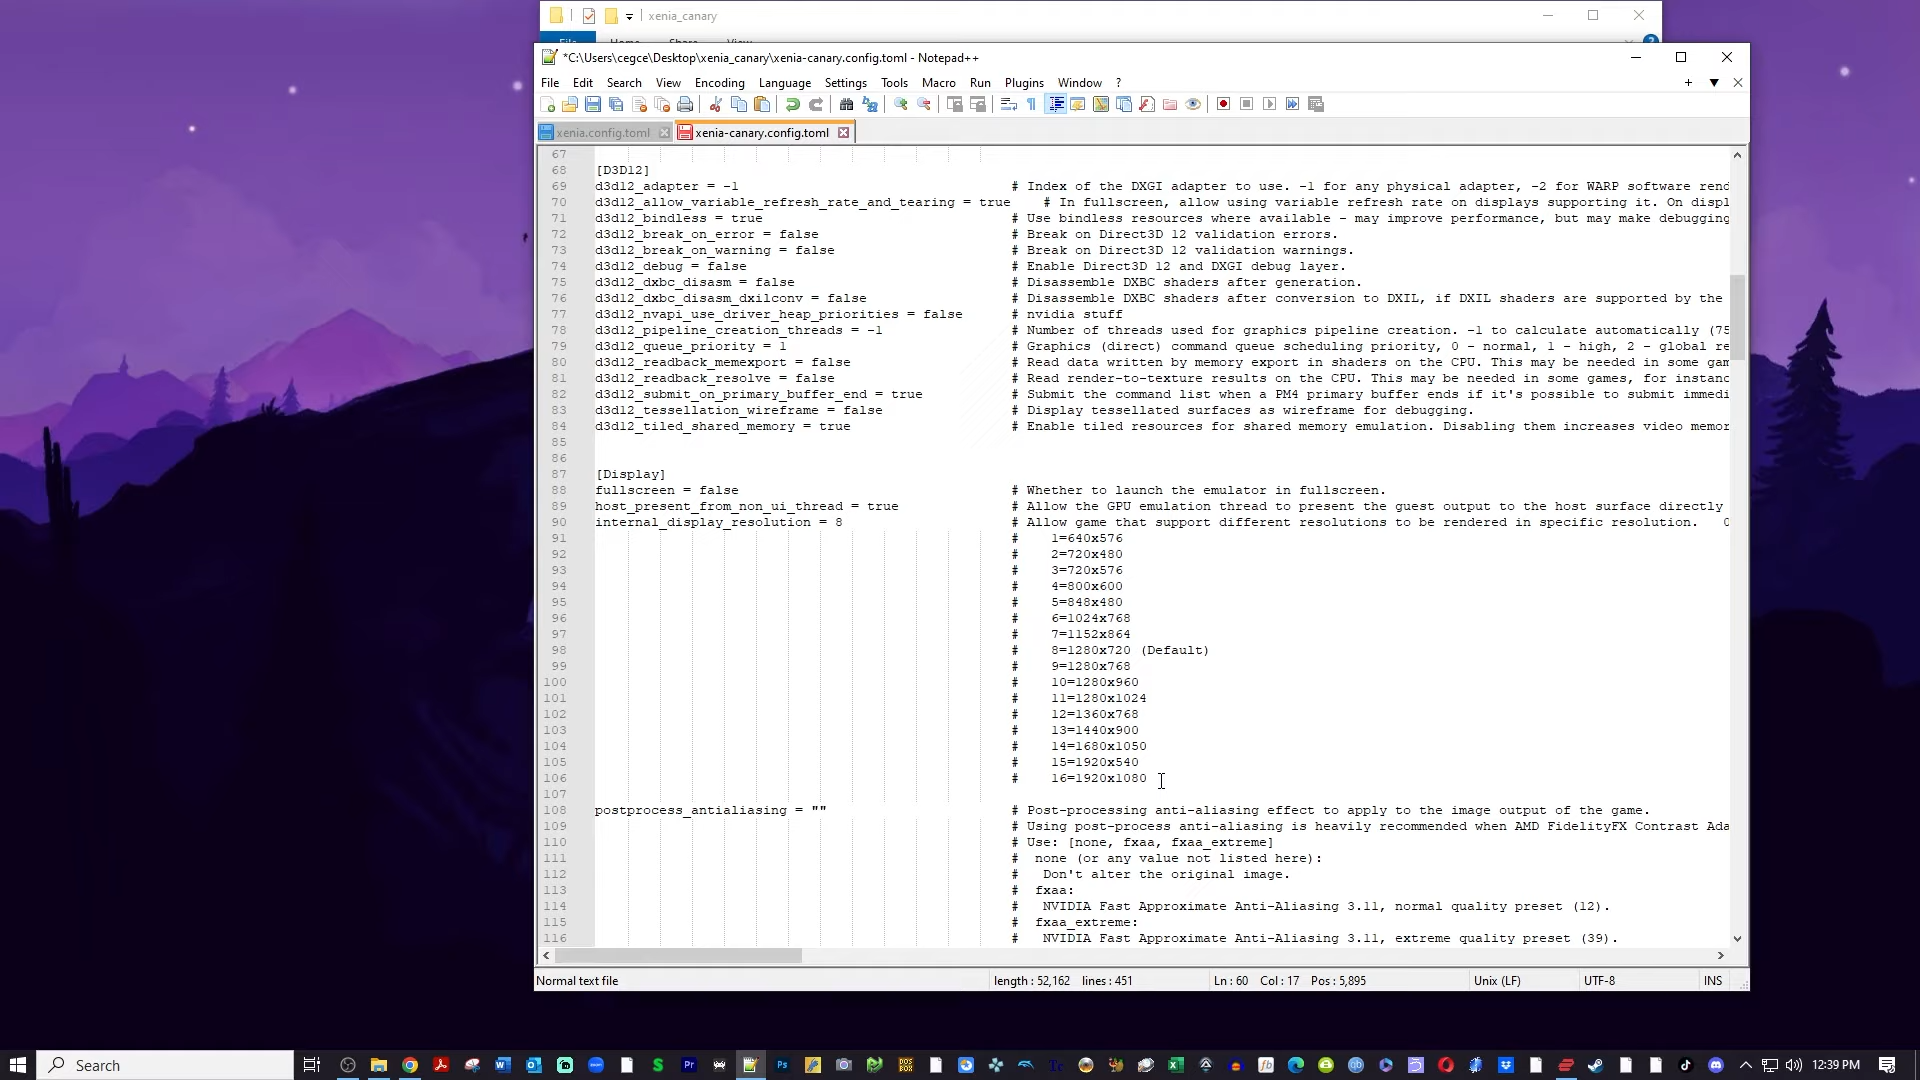 xenia_canary
File Home Share View
*C:\Users\cegce\Desktop\xenia_canary\xenia-canary.config.toml - Notepad++
File Edit Search View Encoding Language Settings Tools Macro Run Plugins Window ?
xenia.config.toml xenia-canary.config.toml
67
68 [D3D12]
69 d3d12_adapter = -1 # Index of the DXGI adapter to use. -1 for any physical adapter, -2 for WARP software rend
70 d3d12_allow_variable_refresh_rate_and_tearing = true # In fullscreen, allow using variable refresh rate on displays supporting it. On displ
71 d3d12_bindless = true # Use bindless resources where available - may improve performance, but may make debugging
72 d3d12_break_on_error = false # Break on Direct3D 12 validation errors.
73 d3d12_break_on_warning = false # Break on Direct3D 12 validation warnings.
74 d3d12_debug = false # Enable Direct3D 12 and DXGI debug layer.
75 d3d12_dxbc_disasm = false # Disassemble DXBC shaders after generation.
76 d3d12_dxbc_disasm_dxilconv = false # Disassemble DXBC shaders after conversion to DXIL, if DXIL shaders are supported by the
77 d3d12_nvapi_use_driver_heap_priorities = false # nvidia stuff
78 d3d12_pipeline_creation_threads = -1 # Number of threads used for graphics pipeline creation. -1 to calculate automatically (75
79 d3d12_queue_priority = 1 # Graphics (direct) command queue scheduling priority, 0 - normal, 1 - high, 2 - global re
80 d3d12_readback_memexport = false # Read data written by memory export in shaders on the CPU. This may be needed in some gam
81 d3d12_readback_resolve = false # Read render-to-texture results on the CPU. This may be needed in some games, for instanc
82 d3d12_submit_on_primary_buffer_end = true # Submit the command list when a PM4 primary buffer ends if it's possible to submit immedi
83 d3d12_tessellation_wireframe = false # Display tessellated surfaces as wireframe for debugging.
84 d3d12_tiled_shared_memory = true # Enable tiled resources for shared memory emulation. Disabling them increases video memor
85
86
87 [Display]
88 fullscreen = false # Whether to launch the emulator in fullscreen.
89 host_present_from_non_ui_thread = true # Allow the GPU emulation thread to present the guest output to the host surface directly
90 internal_display_resolution = 8 # Allow game that support different resolutions to be rendered in specific resolution. 0
91 # 1=640x576
92 # 2=720x480
93 # 3=720x576
94 # 4=800x600
95 # 5=848x480
96 # 6=1024x768
97 # 7=1152x864
98 # 8=1280x720 (Default)
99 # 9=1280x768
100 # 10=1280x960
101 # 11=1280x1024
102 # 12=1360x768
103 # 13=1440x900
104 # 14=1680x1050
105 # 15=1920x540
106 # 16=1920x1080
107
108 postprocess_antialiasing = "" # Post-processing anti-aliasing effect to apply to the image output of the game.
109 # Using post-process anti-aliasing is heavily recommended when AMD FidelityFX Contrast Ada
110 # Use: [none, fxaa, fxaa_extreme]
111 # none (or any value not listed here):
112 # Don't alter the original image.
113 # fxaa:
114 # NVIDIA Fast Approximate Anti-Aliasing 3.11, normal quality preset (12).
115 # fxaa_extreme:
116 # NVIDIA Fast Approximate Anti-Aliasing 3.11, extreme quality preset (39).
Normal text file length : 52,162 lines : 451 Ln : 60 Col : 17 Pos : 5,895 Unix (LF) UTF-8 INS
Search 12:39 PM